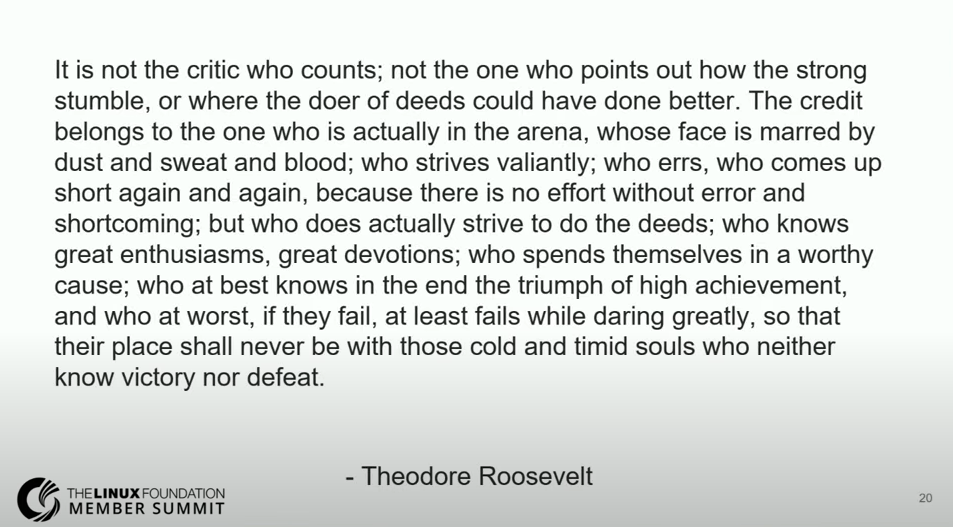 It is not the critic who counts; not the one who points out how the strong
stumble, or where the doer of deeds could have done better. The credit
belongs to the one who is actually in the arena, whose face is marred by
dust and sweat and blood; who strives valiantly; who errs, who comes up
short again and again, because there is no effort without error and
shortcoming; but who does actually strive to do the deeds; who knows
great enthusiasms, great devotions; who spends themselves in a worthy
cause; who at best knows in the end the triumph of high achievement,
and who at worst, if they fail, at least fails while daring greatly, so that
their place shall never be with those cold and timid souls who neither
know victory nor defeat.
- Theodore Roosevelt
THE LINUX FOUNDATION
MEMBER SUMMIT
20